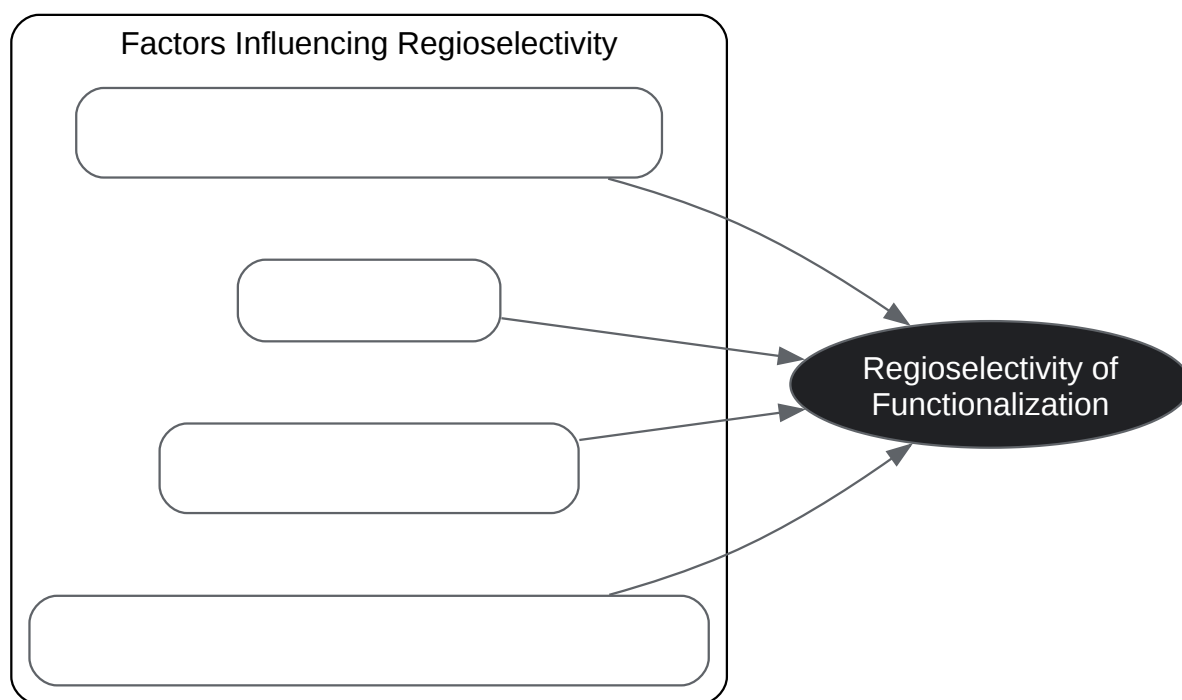 Factors Influencing Regioselectivity
Regioselectivity of
Functionalization